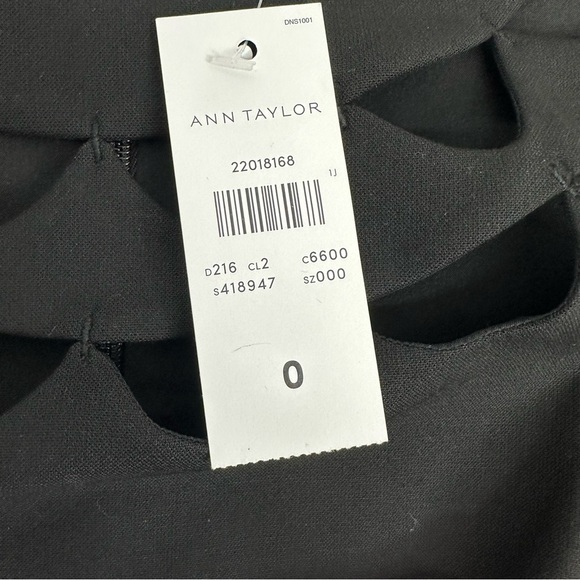 DNS1001
ANN TAYLOR
22018168
1J
D216 CL2 C6600
S418947 SZ000
0